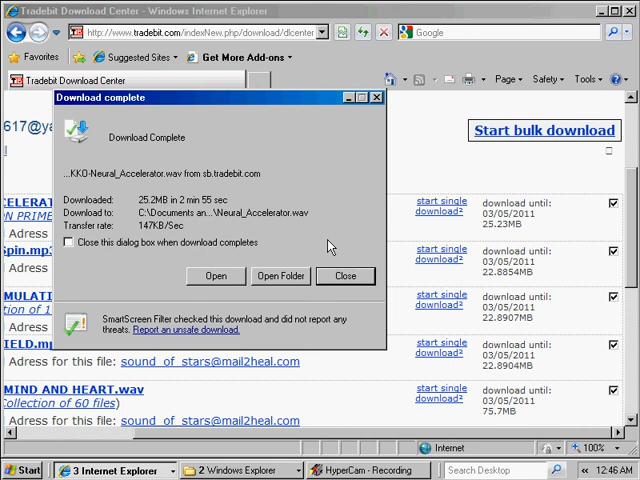 Tradebit Download Center - Windows Internet Explorer
http://www.tradebit.com/indexNew.php/download/dlcenter
Google
Favorites
Suggested Sites
Get More Add-ons
Tradebit Download Center
Page
Safety
Tools
617@ya
Start bulk download
Download complete
Download Complete
...KKO-Neural_Accelerator.wav from sb.tradebit.com
Downloaded: 25.2MB in 2 min 55 sec
Download to: C:\Documents an...\Neural_Accelerator.wav
Transfer rate: 147KB/Sec
Close this dialog box when download completes
Open
Open Folder
Close
SmartScreen Filter checked this download and did not report any
threats. Report an unsafe download.
CELERAT
ON PRIME
Adress
start single
download²
download until:
03/05/2011
25.23MB
Spin.mp3
Adress
start single
download²
download until:
03/05/2011
22.8854MB
MULATI
tion of 1
Adress
start single
download²
download until:
03/05/2011
22.8907MB
IELD.mp
Adress for this file: sound_of_stars@mail2heal.com
start single
download²
download until:
03/05/2011
22.8904MB
MIND AND HEART.wav
Collection of 60 files)
Adress for this file: sound_of_stars@mail2heal.com
start single
download²
download until:
03/05/2011
75.7MB
Internet
100%
Start
3 Internet Explorer
2 Windows Explorer
HyperCam - Recording
Search Desktop
12:46 AM